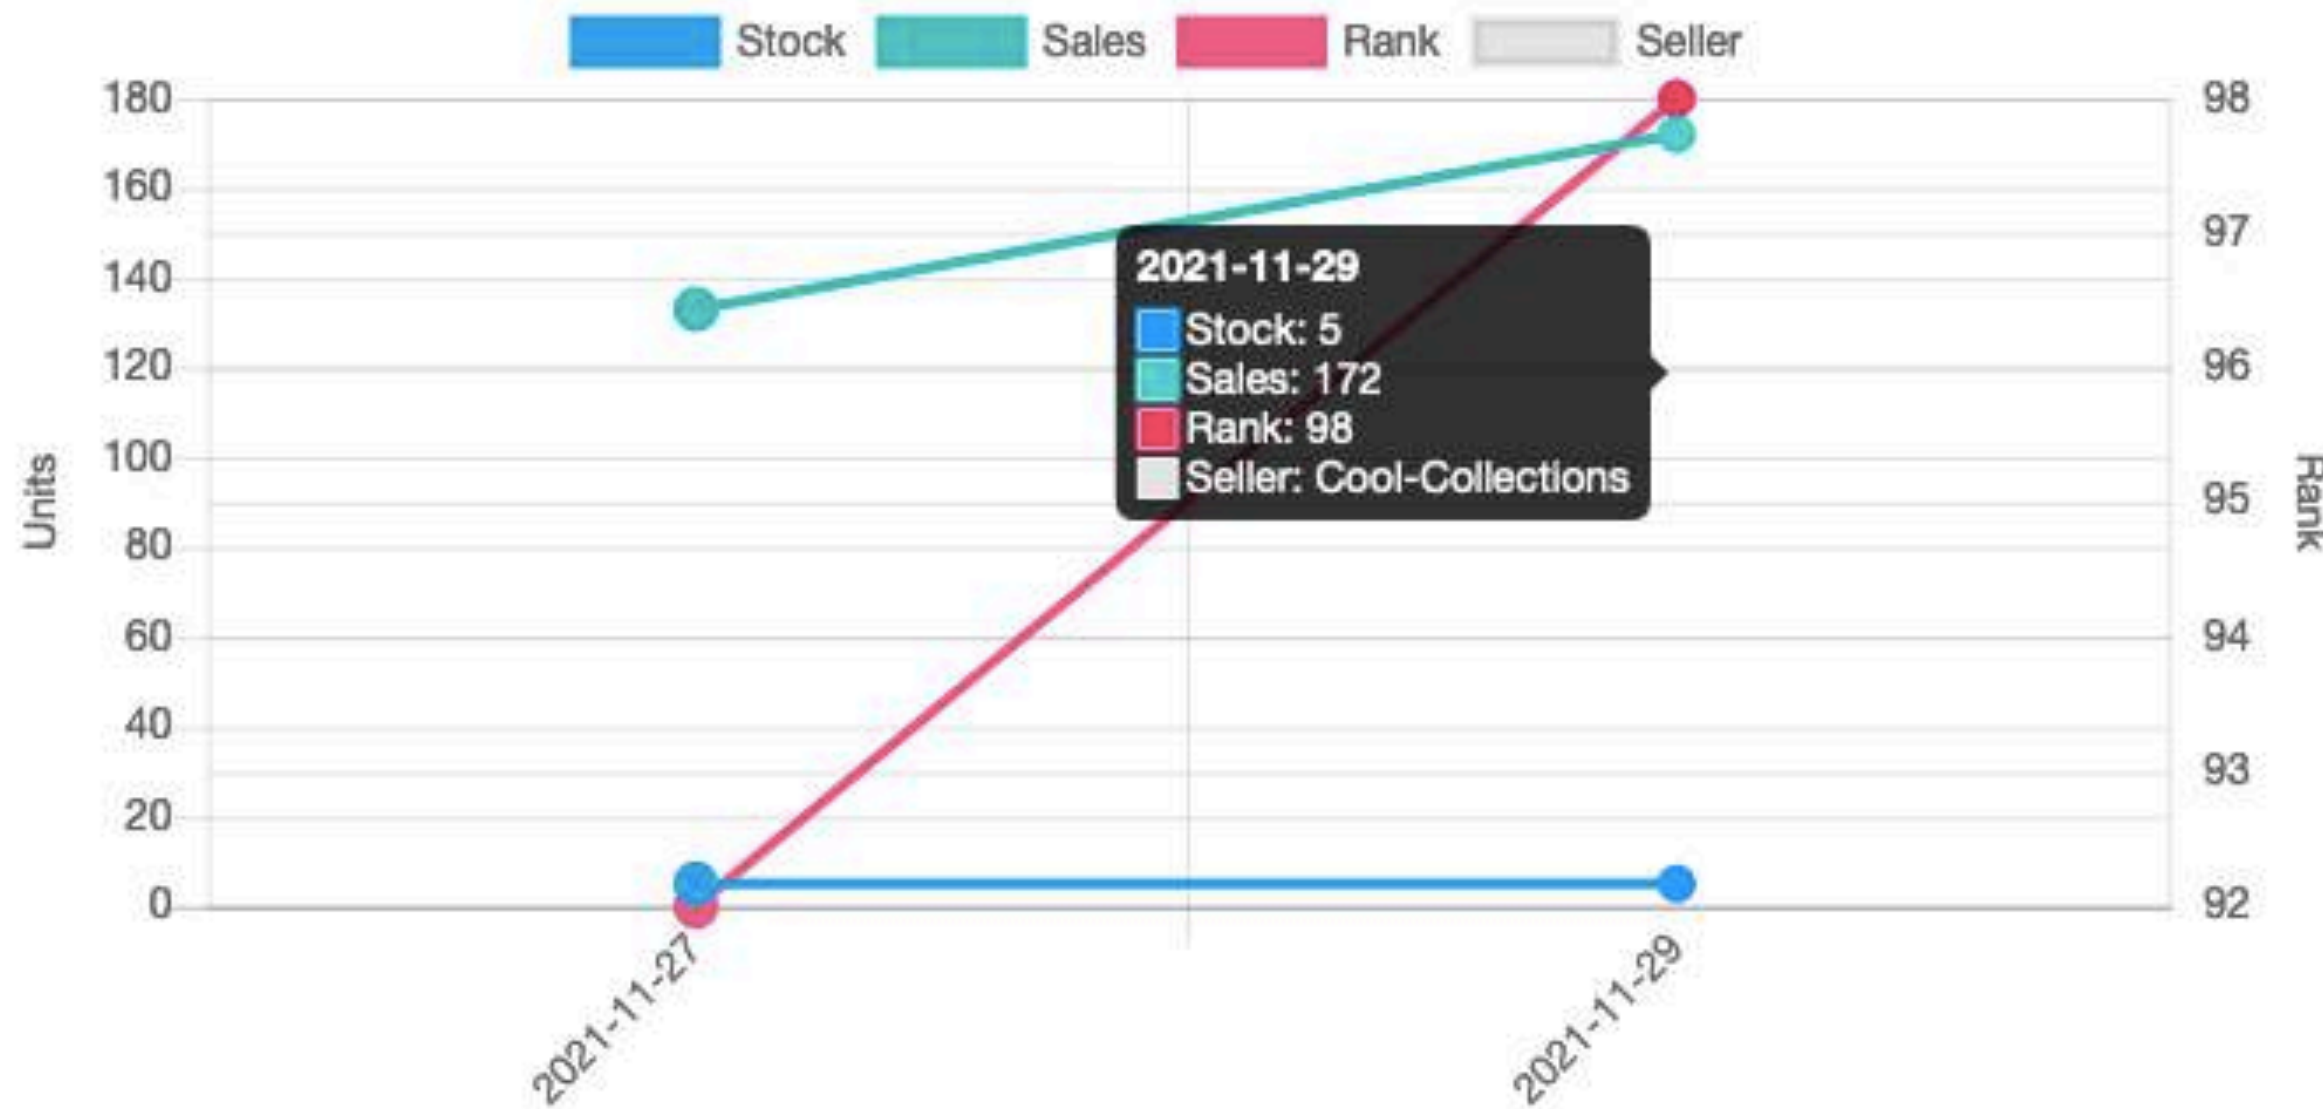 Stock Sales Rank Seller
180
160
140
120
100
80
60
40
20
0
Units
98
97
96
95
94
93
92
Rank
2021-11-29
Stock: 5
Sales: 172
Rank: 98
Seller: Cool-Collections
2021-11-27
2021-11-29